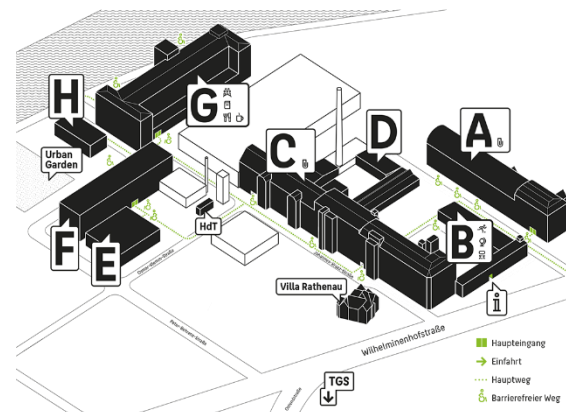 H
G
Urban
Garden
C
D
A
F
E
HdT
B
Villa Rathenau
i
Wilhelminenhofstraße
TGS
Haupteingang
Einfahrt
Hauptweg
Barrierefreier Weg